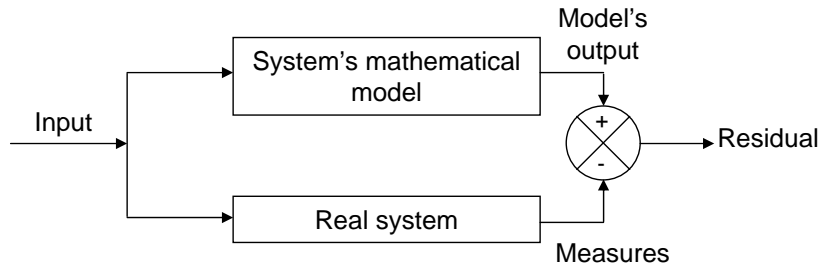 Model's
output
System's mathematical
model
Input
+
-
Residual
Real system
Measures